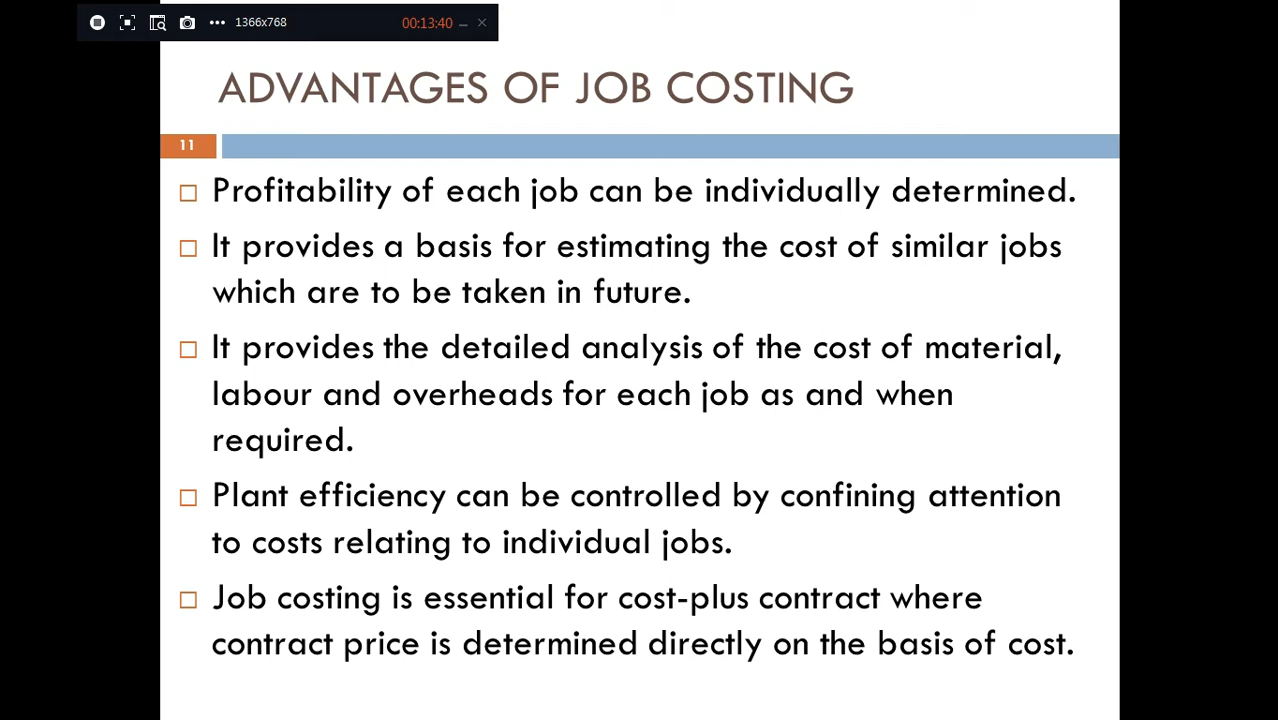 1366x768
00:13:40
ADVANTAGES OF JOB COSTING
11
Profitability of each job can be individually determined.
It provides a basis for estimating the cost of similar jobs
which are to be taken in future.
It provides the detailed analysis of the cost of material,
labour and overheads for each job as and when
required.
Plant efficiency can be controlled by confining attention
to costs relating to individual jobs.
Job costing is essential for cost-plus contract where
contract price is determined directly on the basis of cost.